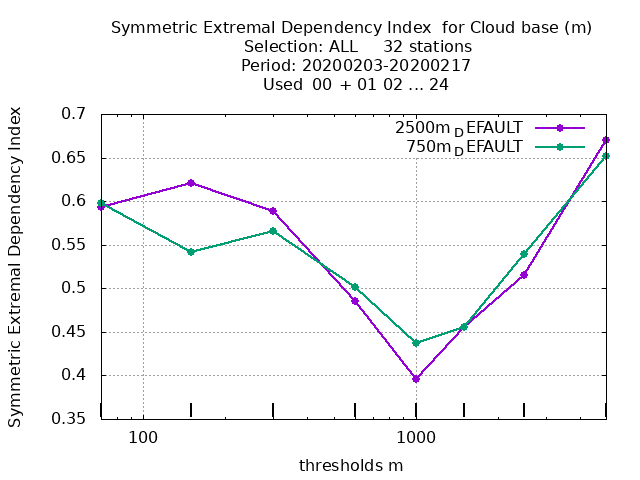 Symmetric Extremal Dependency Index  for Cloud base (m)
Selection: ALL     32 stations
Period: 20200203-20200217
Used  00 + 01 02 ... 24
Symmetric Extremal Dependency Index
0.7
0.65
0.6
0.55
0.5
0.45
0.4
0.35
2500m_DEFAULT
750m_DEFAULT
100
1000
thresholds m